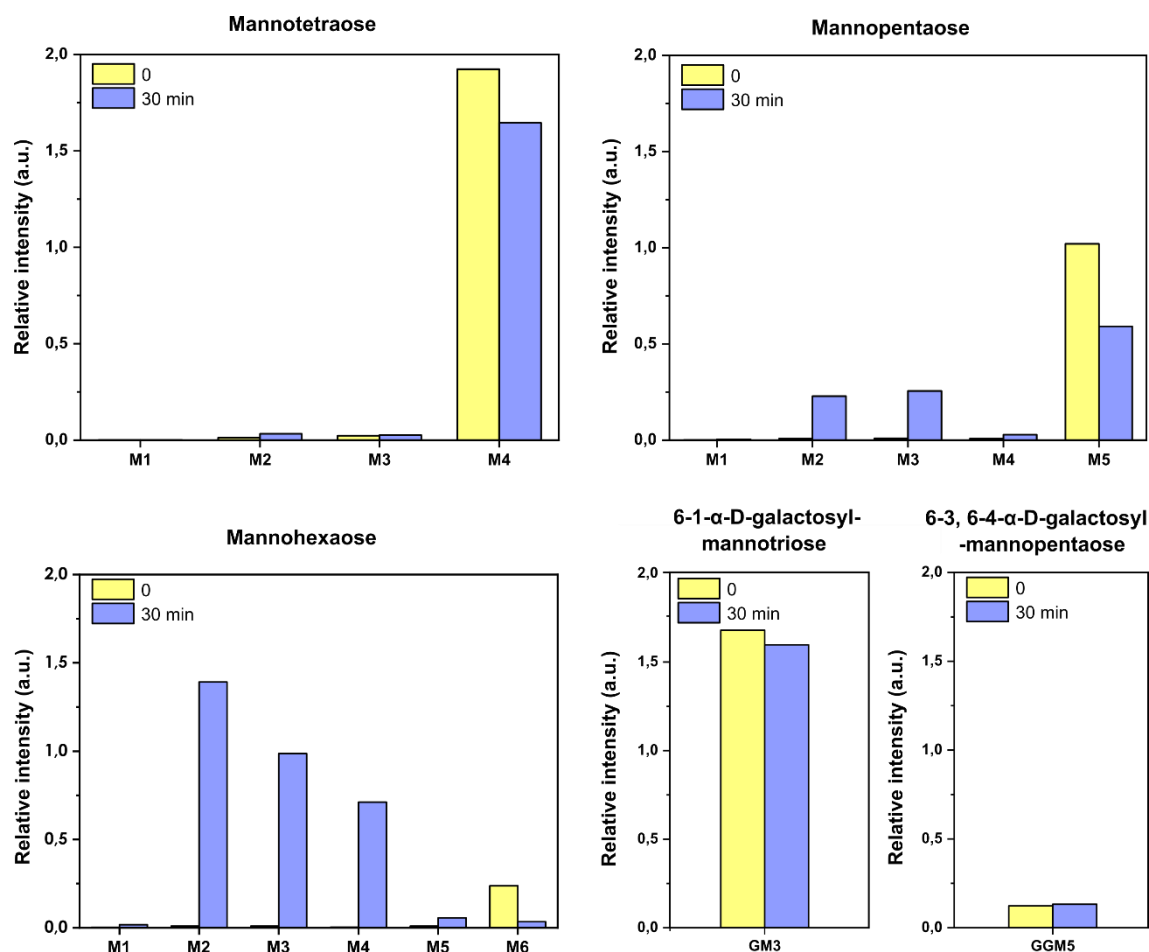 Mannotetraose
2,0
1,5
1,0
0,5
0,0
Relative intensity (a.u.)
0
30 min
M1 M2 M3 M4
Mannopentaose
2,0
1,5
1,0
0,5
0,0
Relative intensity (a.u.)
0
30 min
M1 M2 M3 M4 M5
Mannohexaose
2,0
1,5
1,0
0,5
0,0
Relative intensity (a.u.)
0
30 min
M1 M2 M3 M4 M5 M6
6-1-α-D-galactosyl-
mannotriose
2,0
1,5
1,0
0,5
0,0
Relative intensity (a.u.)
0
30 min
GM3
6-3, 6-4-α-D-galactosyl
-mannopentaose
2,0
1,5
1,0
0,5
0,0
Relative intensity (a.u.)
0
30 min
GGM5